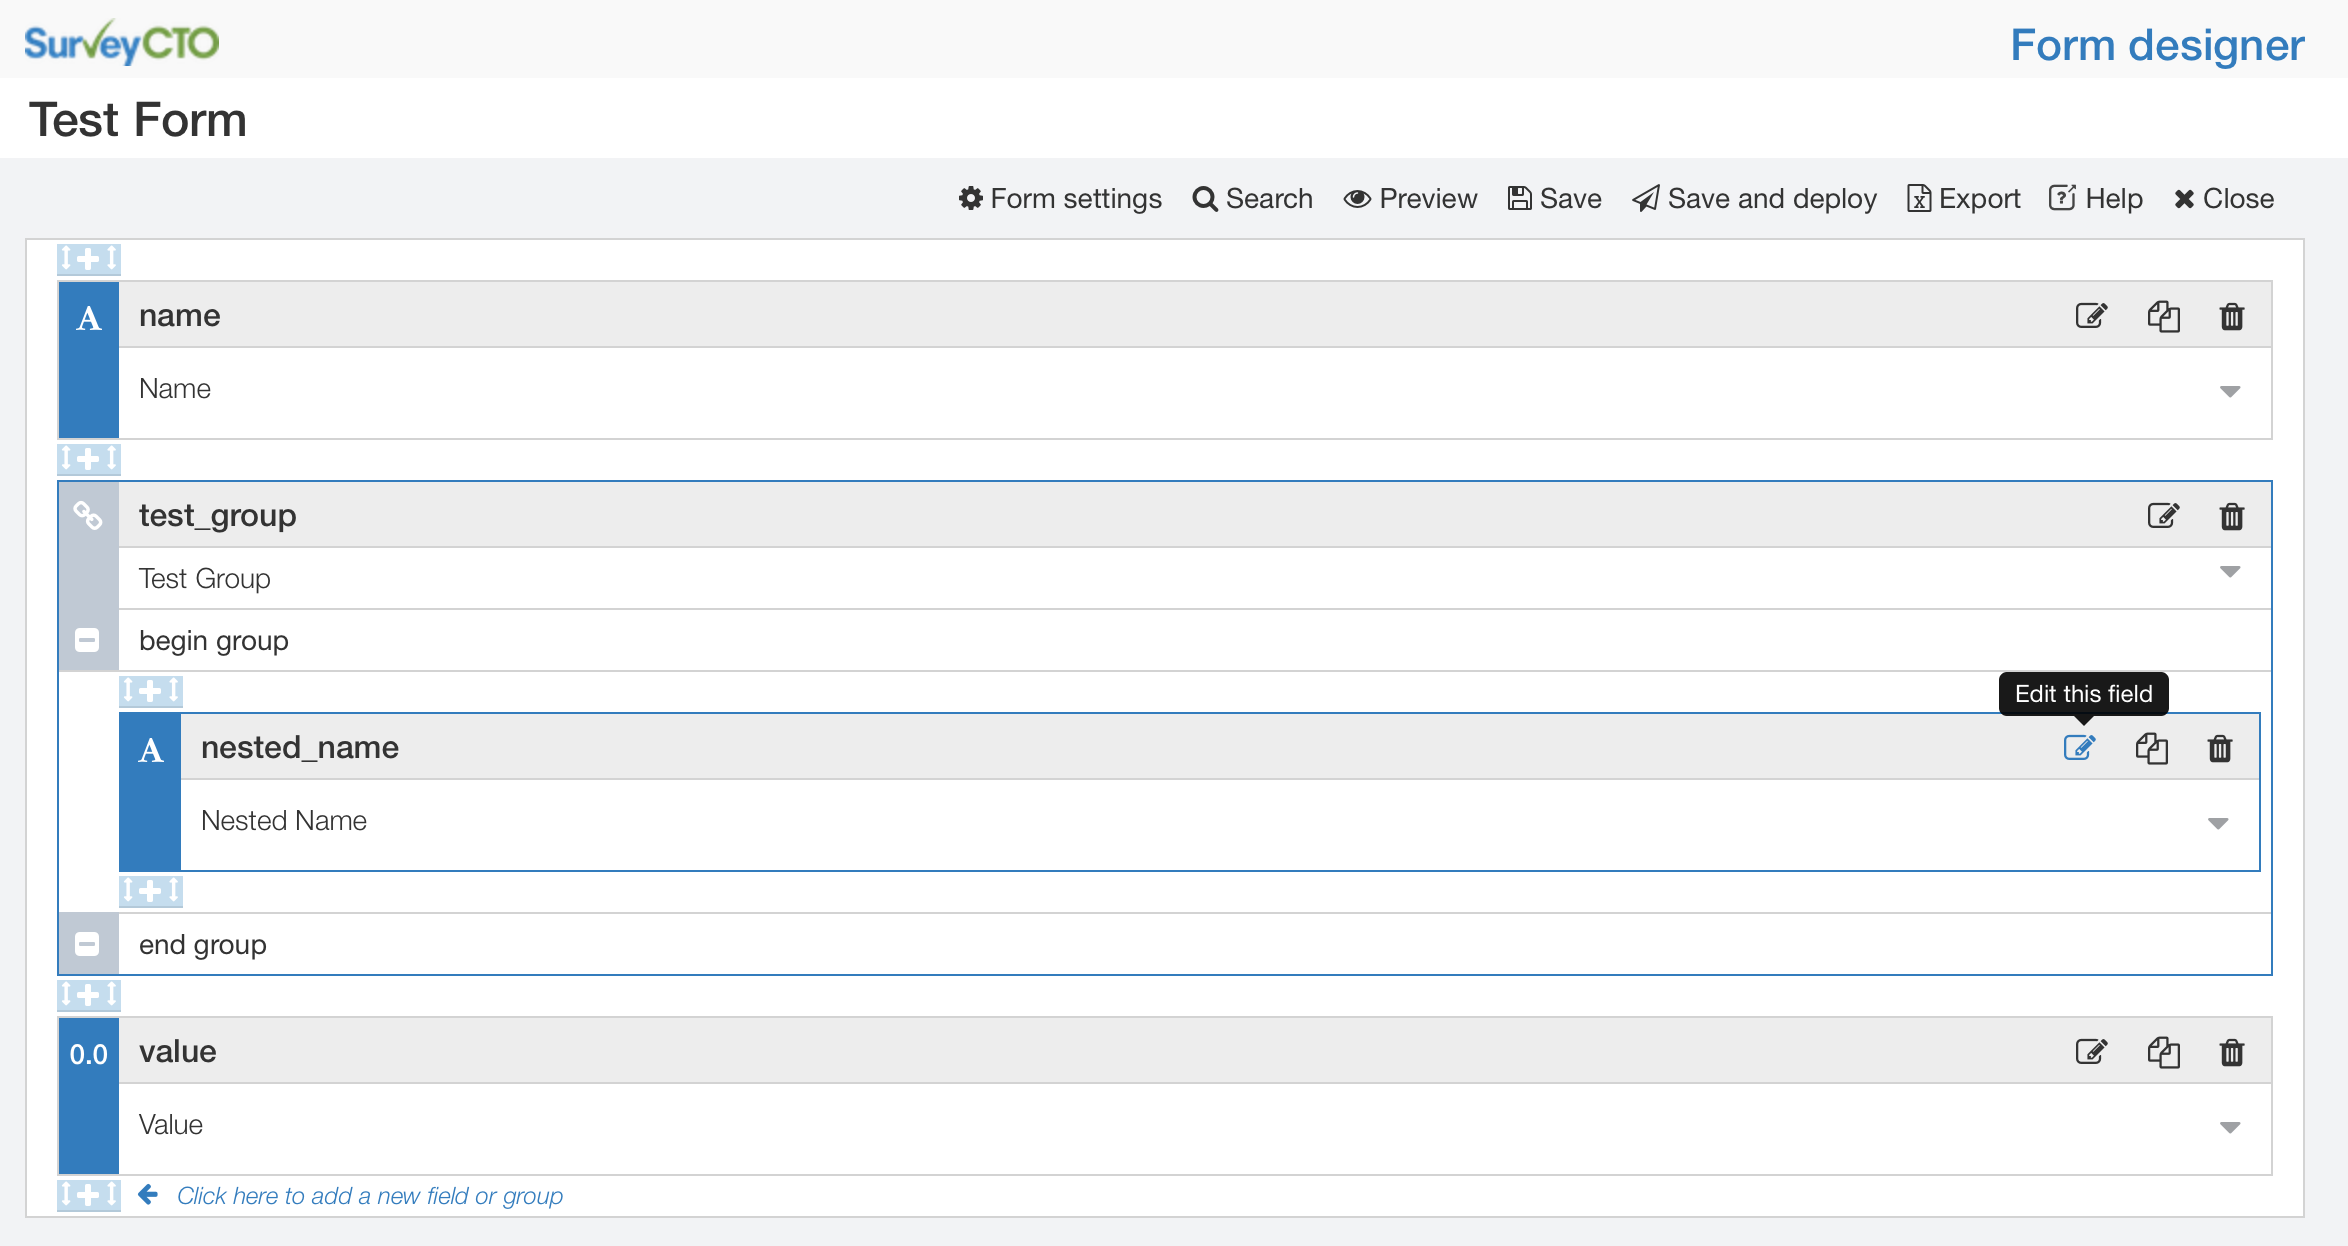 SurveyCTO
Form designer
Test Form
Form settings Search Preview Save Save and deploy Export Help Close
A name
Name
test_group
Test Group
begin group
Edit this field
A nested_name
Nested Name
end group
0.0 value
Value
Click here to add a new field or group